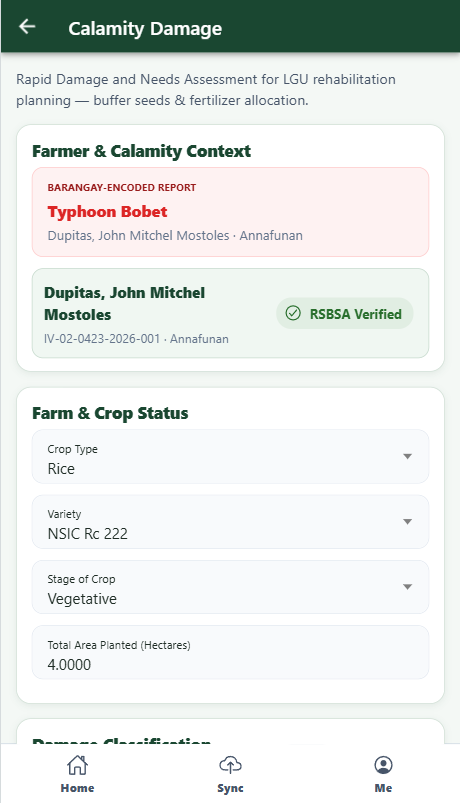 Calamity Damage
Rapid Damage and Needs Assessment for LGU rehabilitation
planning — buffer seeds & fertilizer allocation.
Farmer & Calamity Context
BARANGAY-ENCODED REPORT
Typhoon Bobet
Dupitas, John Mitchel Mostoles · Annafunan
Dupitas, John Mitchel
Mostoles
RSBSA Verified
IV-02-0423-2026-001 · Annafunan
Farm & Crop Status
Crop Type
Rice
Variety
NSIC Rc 222
Stage of Crop
Vegetative
Total Area Planted (Hectares)
4.0000
Damage Classification
Home
Sync
Me